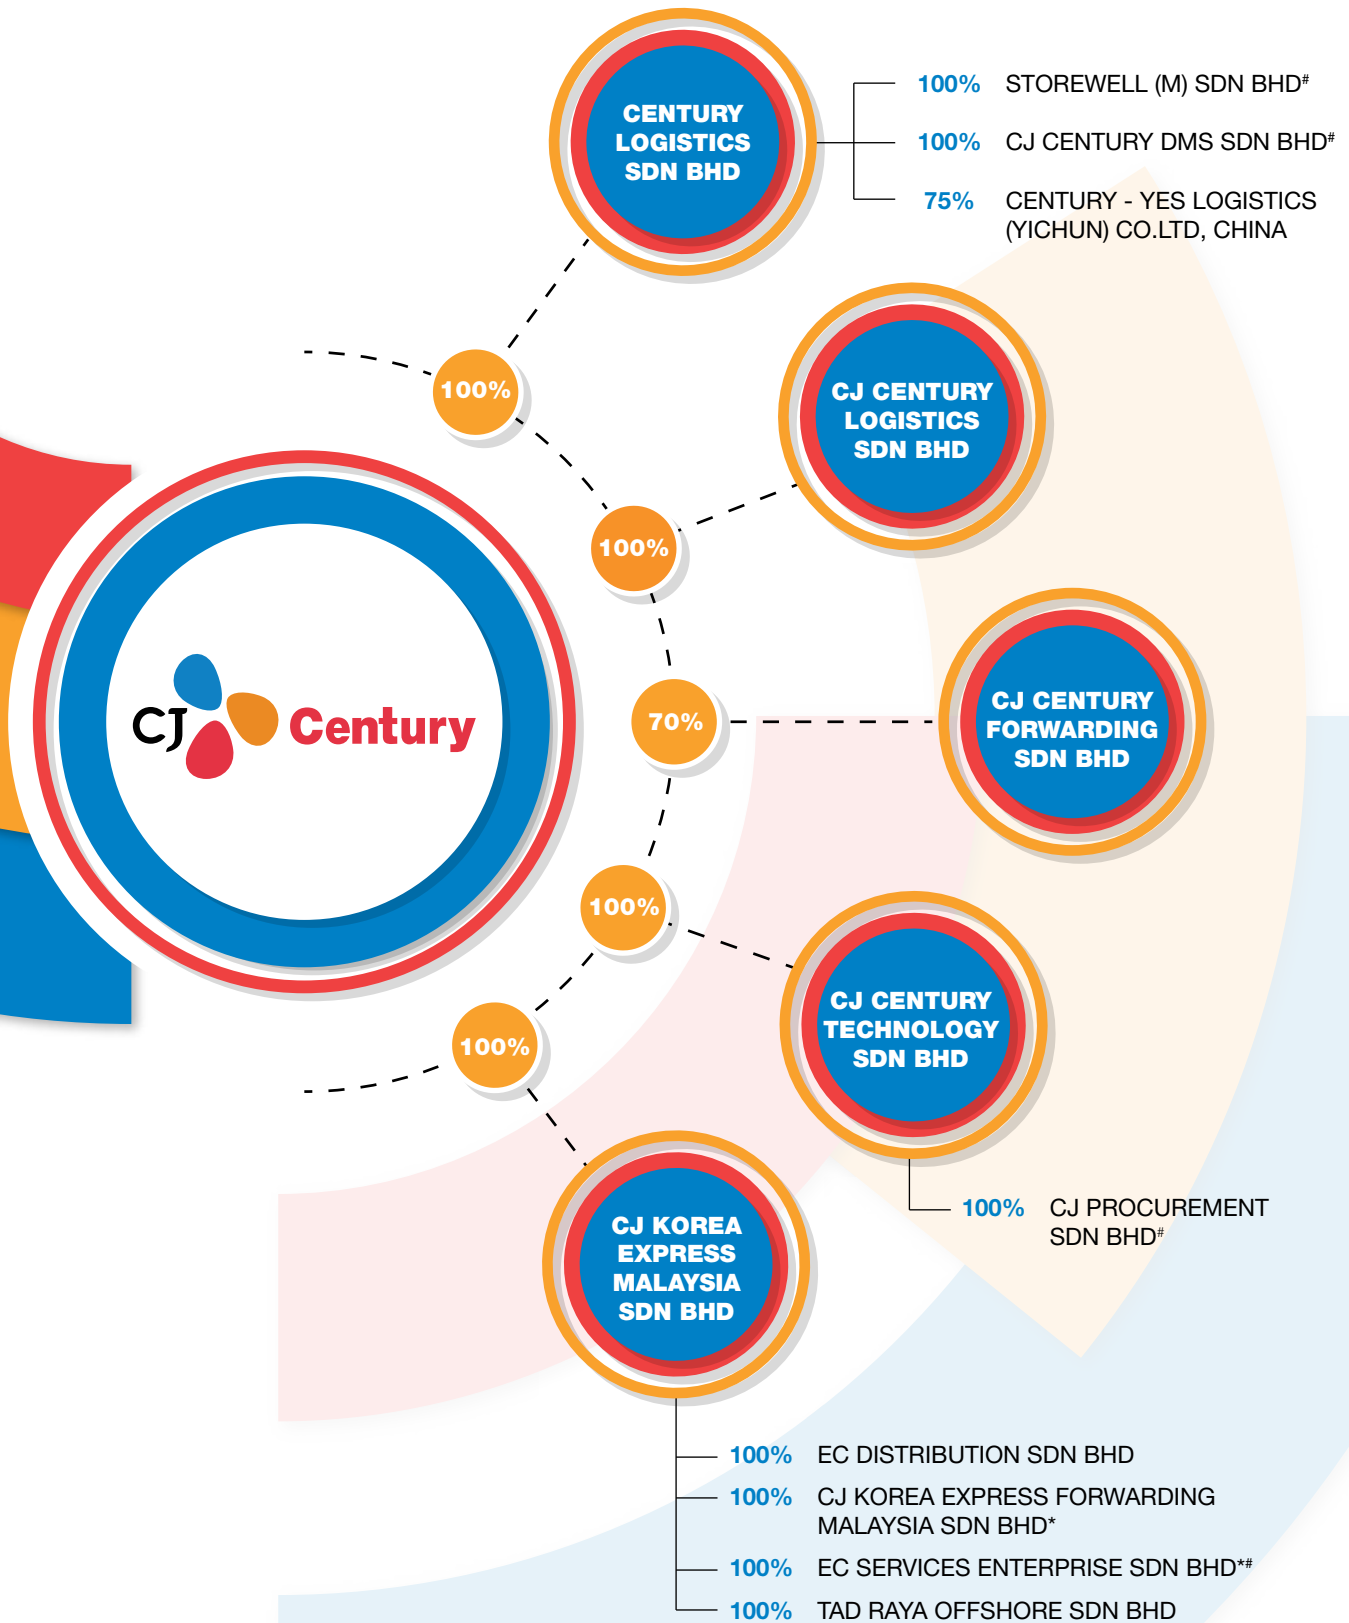 CENTURY
LOGISTICS
SDN BHD
100% STOREWELL (M) SDN BHD#
100% CJ CENTURY DMS SDN BHD#
75% CENTURY - YES LOGISTICS
(YICHUN) CO.LTD, CHINA
100%
CJ CENTURY
LOGISTICS
SDN BHD
100%
CJ Century
70%
CJ CENTURY
FORWARDING
SDN BHD
100%
CJ CENTURY
TECHNOLOGY
SDN BHD
100% CJ PROCUREMENT
SDN BHD#
100%
CJ KOREA
EXPRESS
MALAYSIA
SDN BHD
100% EC DISTRIBUTION SDN BHD
100% CJ KOREA EXPRESS FORWARDING
MALAYSIA SDN BHD*
100% EC SERVICES ENTERPRISE SDN BHD*#
100% TAD RAYA OFFSHORE SDN BHD